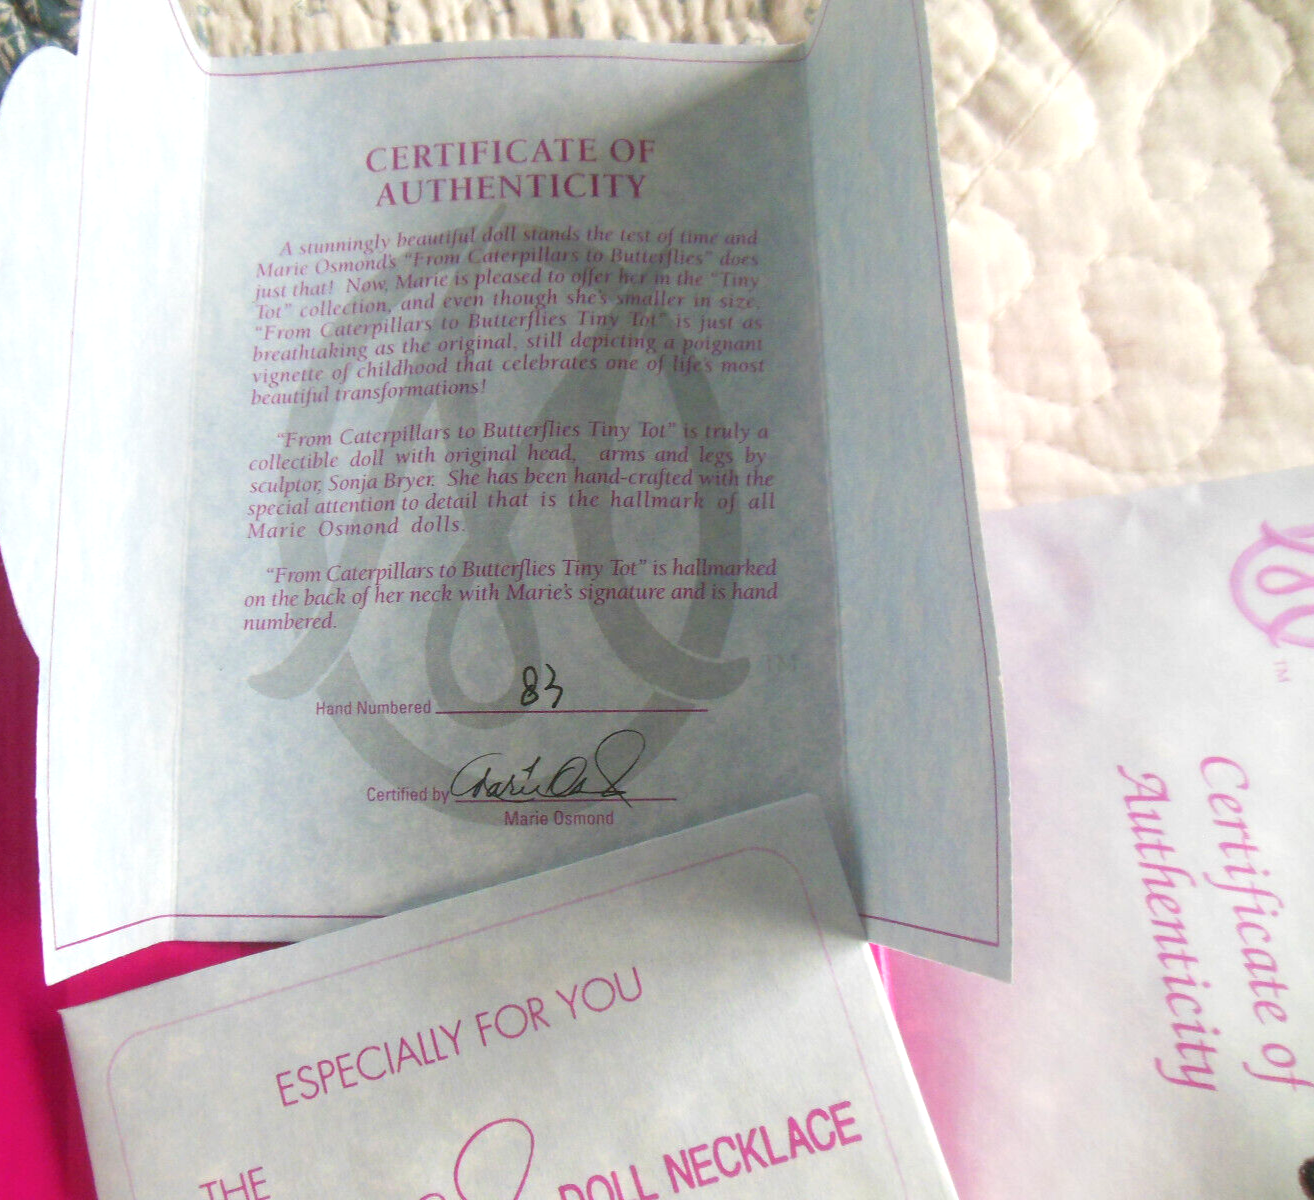 CERTIFICATE OF
AUTHENTICITY
A stunningly beautiful doll stands the test of time and
Marie Osmond's "From Caterpillars to Butterflies" does
just that! Now, Marie is pleased to offer her in the "Tiny
Tot" collection, and even though she's smaller in size,
"From Caterpillars to Butterflies Tiny Tot" is just as
breathtaking as the original, still depicting a poignant
vignette of childhood that celebrates one of life's most
beautiful transformations!
"From Caterpillars to Butterflies Tiny Tot" is truly a
collectible doll with original head, arms and legs by
sculptor, Sonja Bryer. She has been hand-crafted with the
special attention to detail that is the hallmark of all
Marie Osmond dolls.
"From Caterpillars to Butterflies Tiny Tot" is hallmarked
on the back of her neck with Marie's signature and is hand
numbered.
TM
Hand Numbered 83
Certified by Marie Osmond
Marie Osmond
ESPECIALLY FOR YOU
THE
DOLL NECKLACE
TM
Certificate of
Authenticity